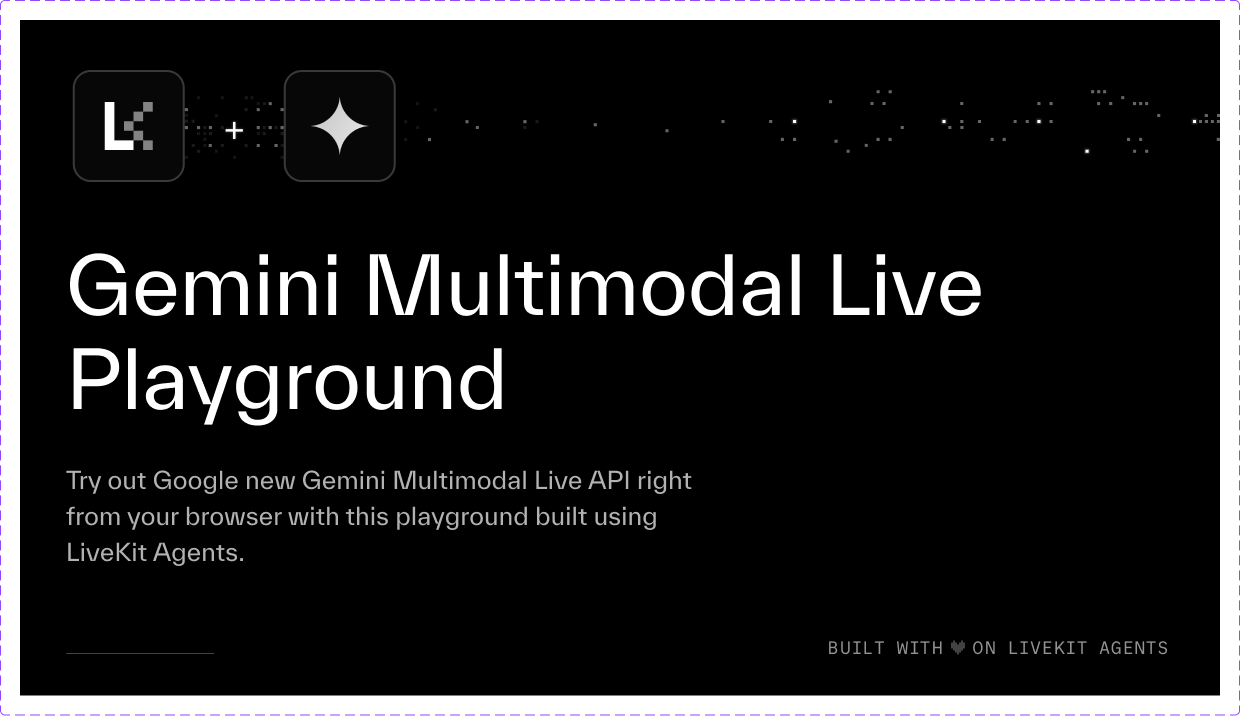 LK + 
Gemini Multimodal Live
Playground
Try out Google new Gemini Multimodal Live API right
from your browser with this playground built using
LiveKit Agents.
BUILT WITH ♥ ON LIVEKIT AGENTS